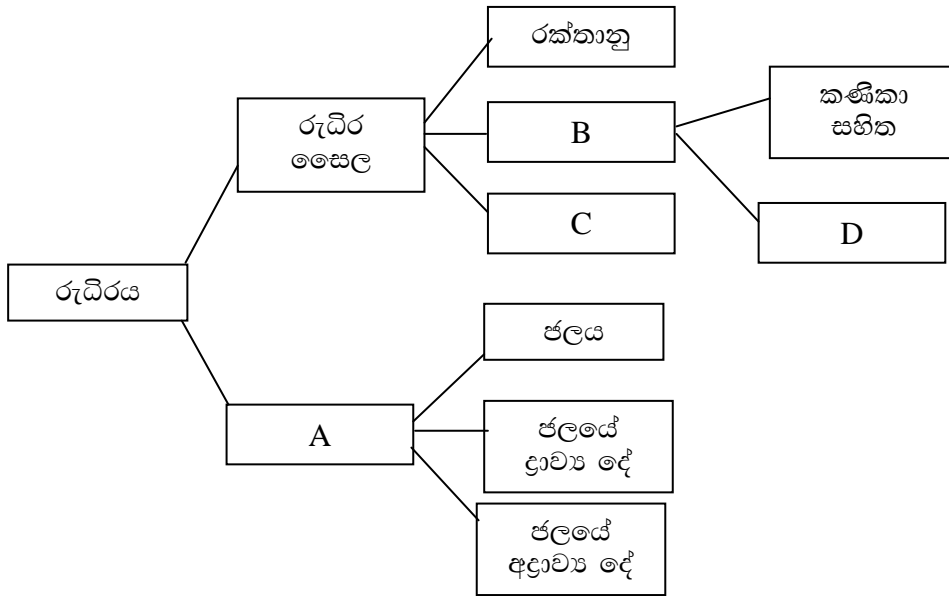 රක්තානු
කණිකා
සහිත
රුධිර
සෛල
B
C
D
රුධිරය
ජලය
A
ජලයේ
ද්‍රාව්‍ය දේ
ජලයේ
අද්‍රාව්‍ය දේ